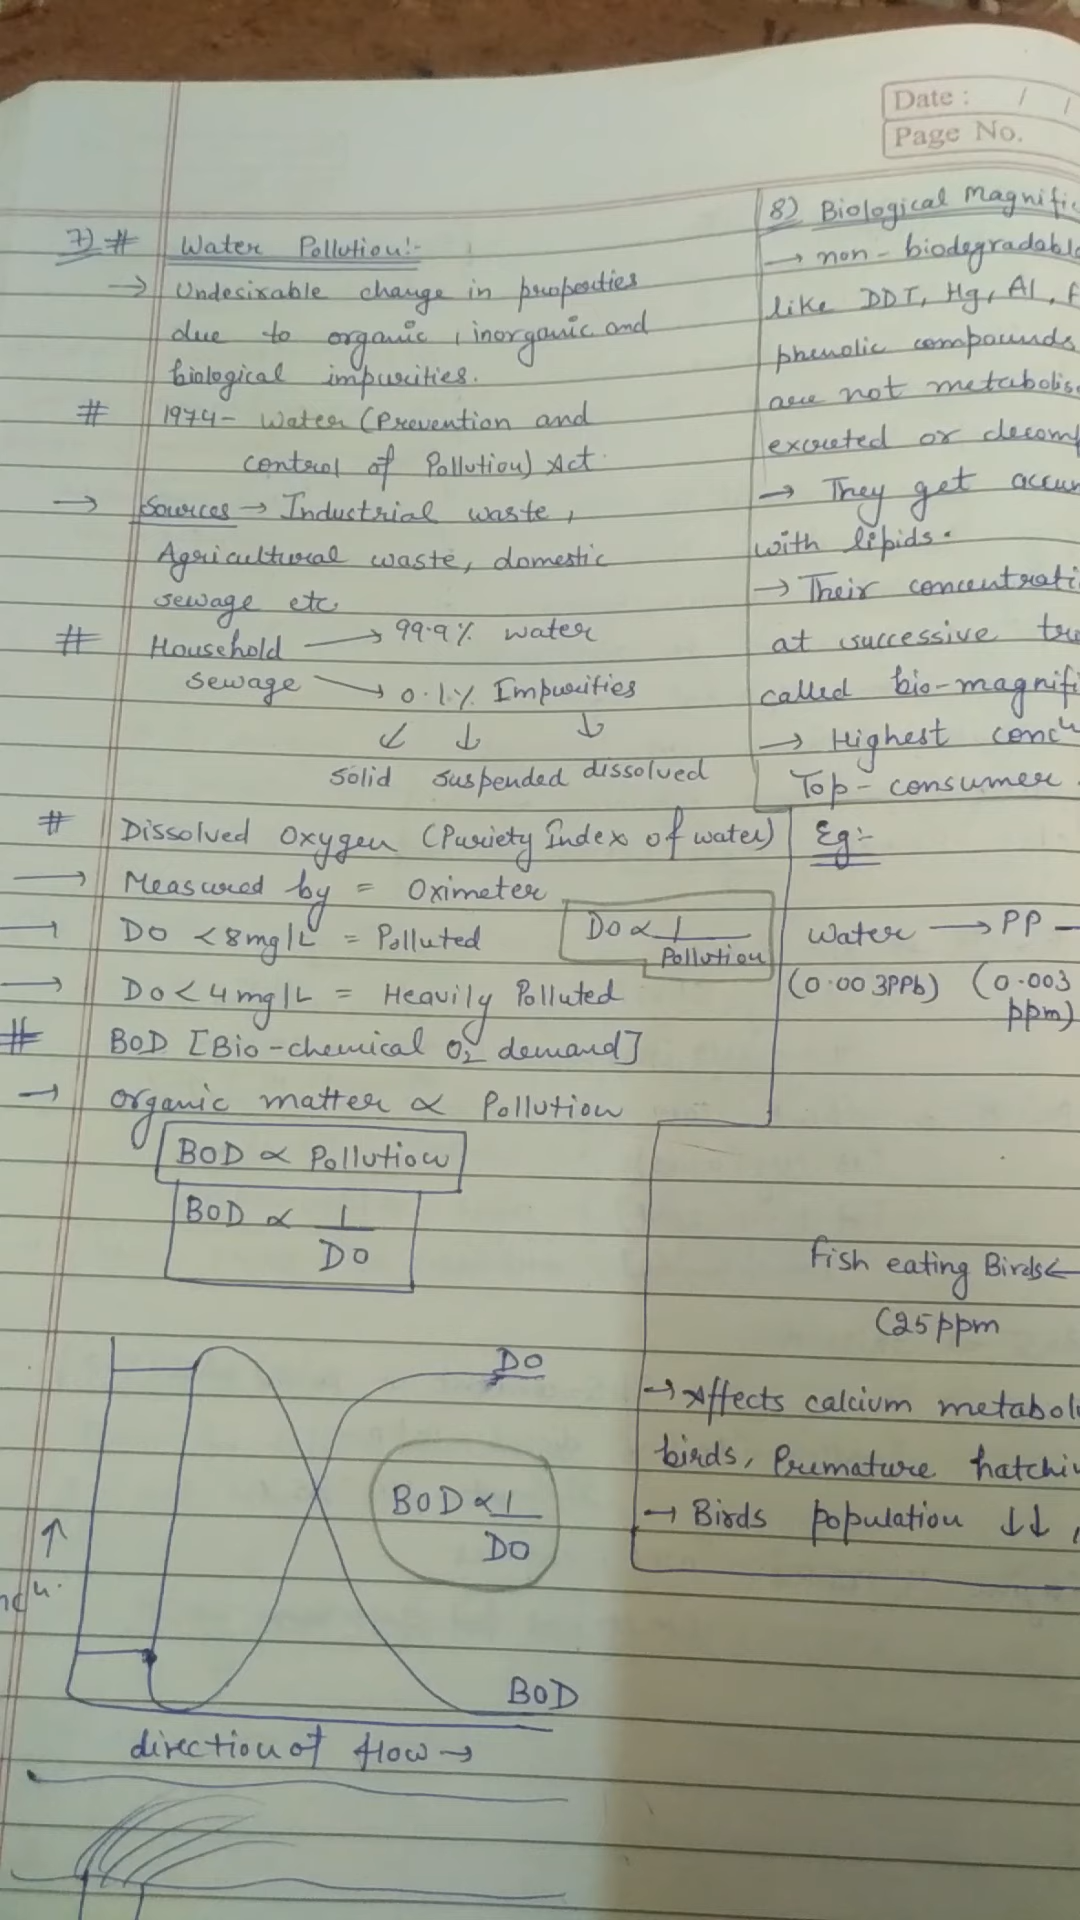 Date : / /
Page No.
7) # Water Pollution:-
→ Undesirable change in properties
due to organic, inorganic and
biological impurities.
# 1974- Water (Prevention and
control of Pollution) Act.
→ Sources → Industrial waste,
Agricultural waste, domestic
sewage etc
# Household → 99.9% water
sewage → 0.1% Impurities
↓ ↓ ↓
solid suspended dissolved
# Dissolved Oxygen (Puriety Index of water)
→ Measured by = Oximeter
→ DO < 8mg/L = Polluted
DO ∝ 1
Pollution
→ DO < 4mg/L = Heavily Polluted
# BOD [Bio-chemical O₂ demand]
→ organic matter ∝ Pollution
BOD ∝ Pollution
BOD ∝ 1
DO
DO
BOD ∝ 1
DO
↑
BOD
direction of flow →
8) Biological Magnific
→ non-biodegradable
like DDT, Hg, Al,
phenolic compounds
are not metabolis
excreted or decom
→ They get accu
with lipids.
→ Their concentrati
at successive tr
called bio-magnifi
→ Highest concⁿ
Top-consumer
Eg:-
Water → PP -
(0.003PPb) (0.003
ppm)
Fish eating Birds ←
(25ppm
→ Affects calcium metabol
birds, Premature hatchi
→ Birds population ↓↓,